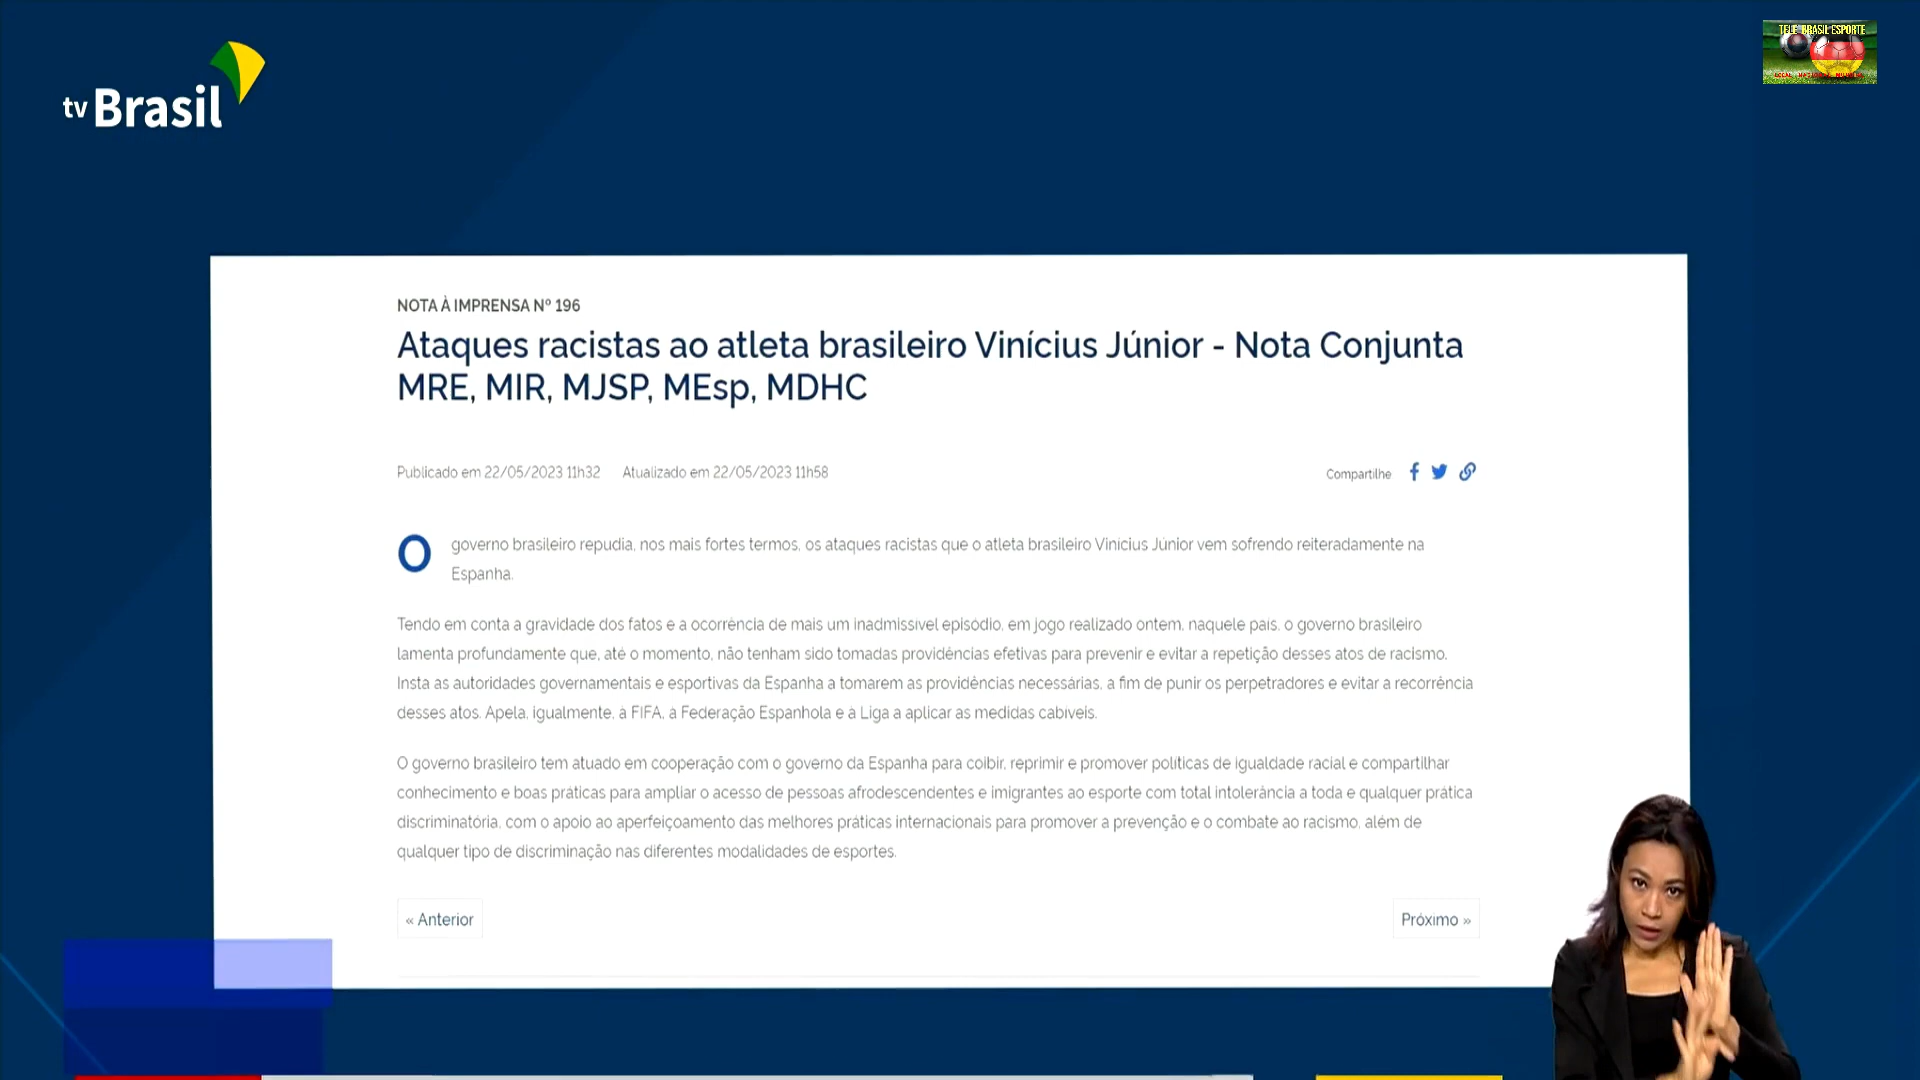 tv Brasil
TELE BRASIL ESPORTE
NOTA À IMPRENSA Nº 196
Ataques racistas ao atleta brasileiro Vinícius Júnior - Nota Conjunta
MRE, MIR, MJSP, MEsp, MDHC
Publicado em 22/05/2023 11h32 Atualizado em 22/05/2023 11h58
Compartilhe
O governo brasileiro repudia, nos mais fortes termos, os ataques racistas que o atleta brasileiro Vinícius Júnior vem sofrendo reiteradamente na
Espanha.
Tendo em conta a gravidade dos fatos e a ocorrência de mais um inadmissível episódio, em jogo realizado ontem, naquele país, o governo brasileiro
lamenta profundamente que, até o momento, não tenham sido tomadas providências efetivas para prevenir e evitar a repetição desses atos de racismo.
Insta as autoridades governamentais e esportivas da Espanha a tomarem as providências necessárias, a fim de punir os perpetradores e evitar a recorrência
desses atos. Apela, igualmente, à FIFA, à Federação Espanhola e à Liga a aplicar as medidas cabíveis.
O governo brasileiro tem atuado em cooperação com o governo da Espanha para coibir, reprimir e promover políticas de igualdade racial e compartilhar
conhecimento e boas práticas para ampliar o acesso de pessoas afrodescendentes e imigrantes ao esporte com total intolerância a toda e qualquer prática
discriminatória, com o apoio ao aperfeiçoamento das melhores práticas internacionais para promover a prevenção e o combate ao racismo, além de
qualquer tipo de discriminação nas diferentes modalidades de esportes.
« Anterior
Próximo »